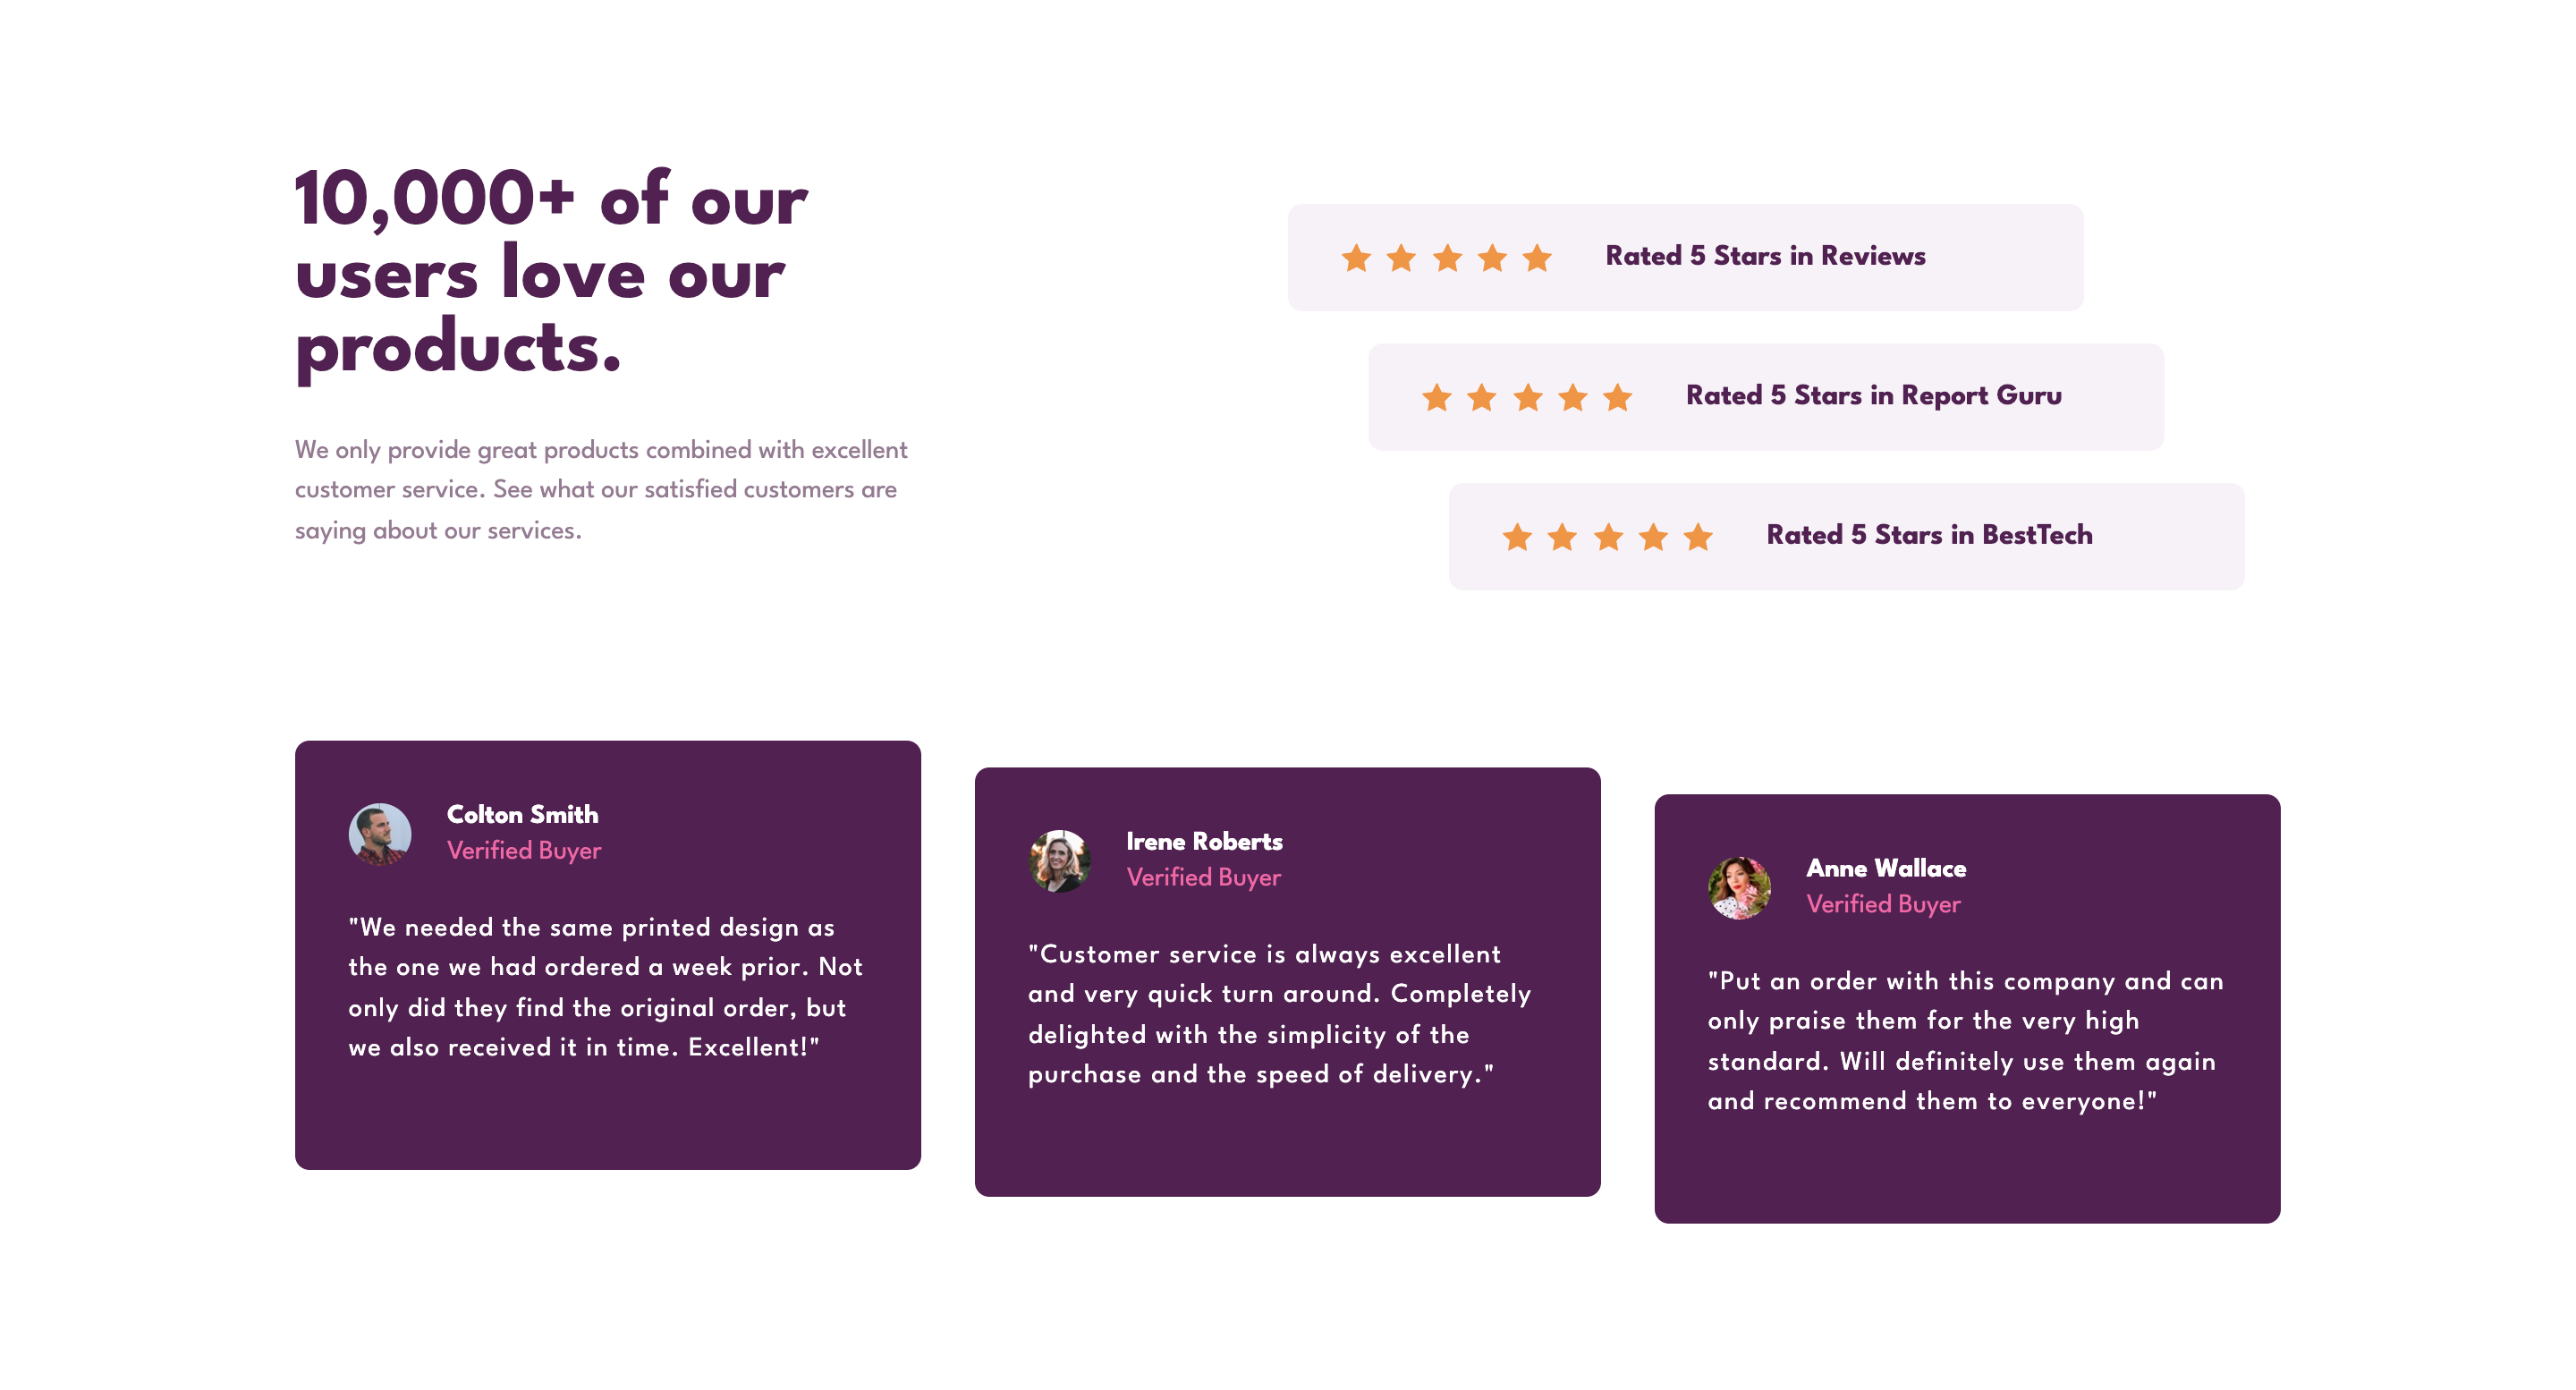 10,000+ of our
users love our
products.
We only provide great products combined with excellent
customer service. See what our satisfied customers are
saying about our services.
Rated 5 Stars in Reviews
Rated 5 Stars in Report Guru
Rated 5 Stars in BestTech
Colton Smith
Verified Buyer
"We needed the same printed design as
the one we had ordered a week prior. Not
only did they find the original order, but
we also received it in time. Excellent!"
Irene Roberts
Verified Buyer
"Customer service is always excellent
and very quick turn around. Completely
delighted with the simplicity of the
purchase and the speed of delivery."
Anne Wallace
Verified Buyer
"Put an order with this company and can
only praise them for the very high
standard. Will definitely use them again
and recommend them to everyone!"